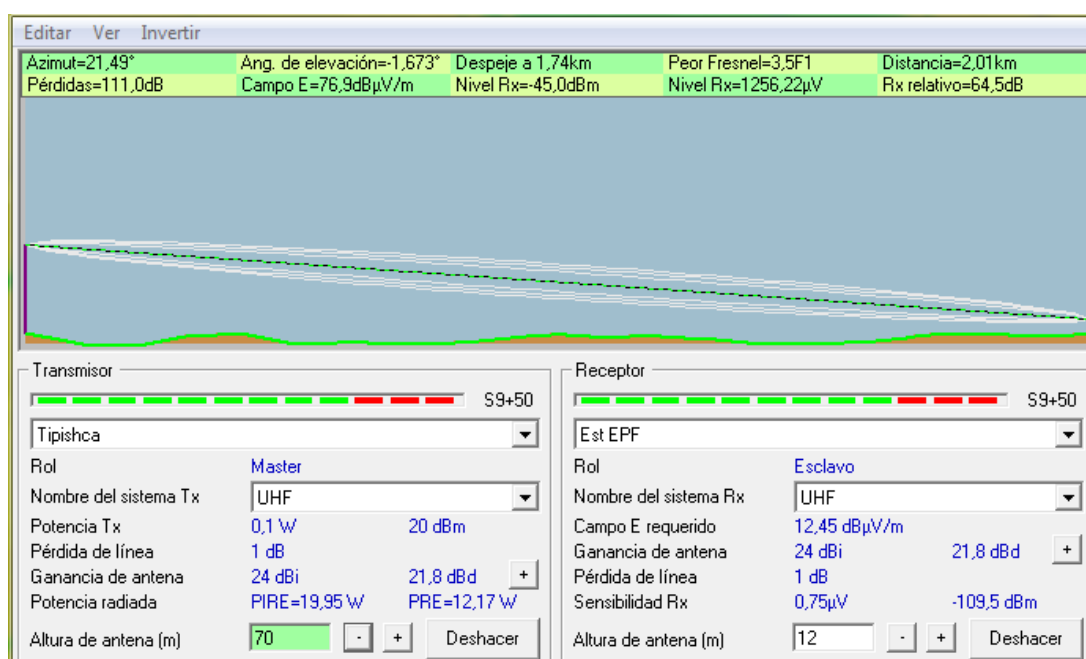 Editar Ver Invertir
Azimut=21,49° Ang. de elevación=-1,673° Despeje a 1,74km Peor Fresnel=3,5F1 Distancia=2,01km
Pérdidas=111,0dB Campo E=76,9dBµV/m Nivel Rx=-45,0dBm Nivel Rx=1256,22µV Rx relativo=64,5dB
Transmisor
S9+50
Tipishca
Rol Master
Nombre del sistema Tx UHF
Potencia Tx 0,1 W 20 dBm
Pérdida de línea 1 dB
Ganancia de antena 24 dBi 21,8 dBd +
Potencia radiada PIRE=19,95 W PRE=12,17 W
Altura de antena (m) 70 - + Deshacer
Receptor
S9+50
Est EPF
Rol Esclavo
Nombre del sistema Rx UHF
Campo E requerido 12,45 dBµV/m
Ganancia de antena 24 dBi 21,8 dBd +
Pérdida de línea 1 dB
Sensibilidad Rx 0,75µV -109,5 dBm
Altura de antena (m) 12 - + Deshacer